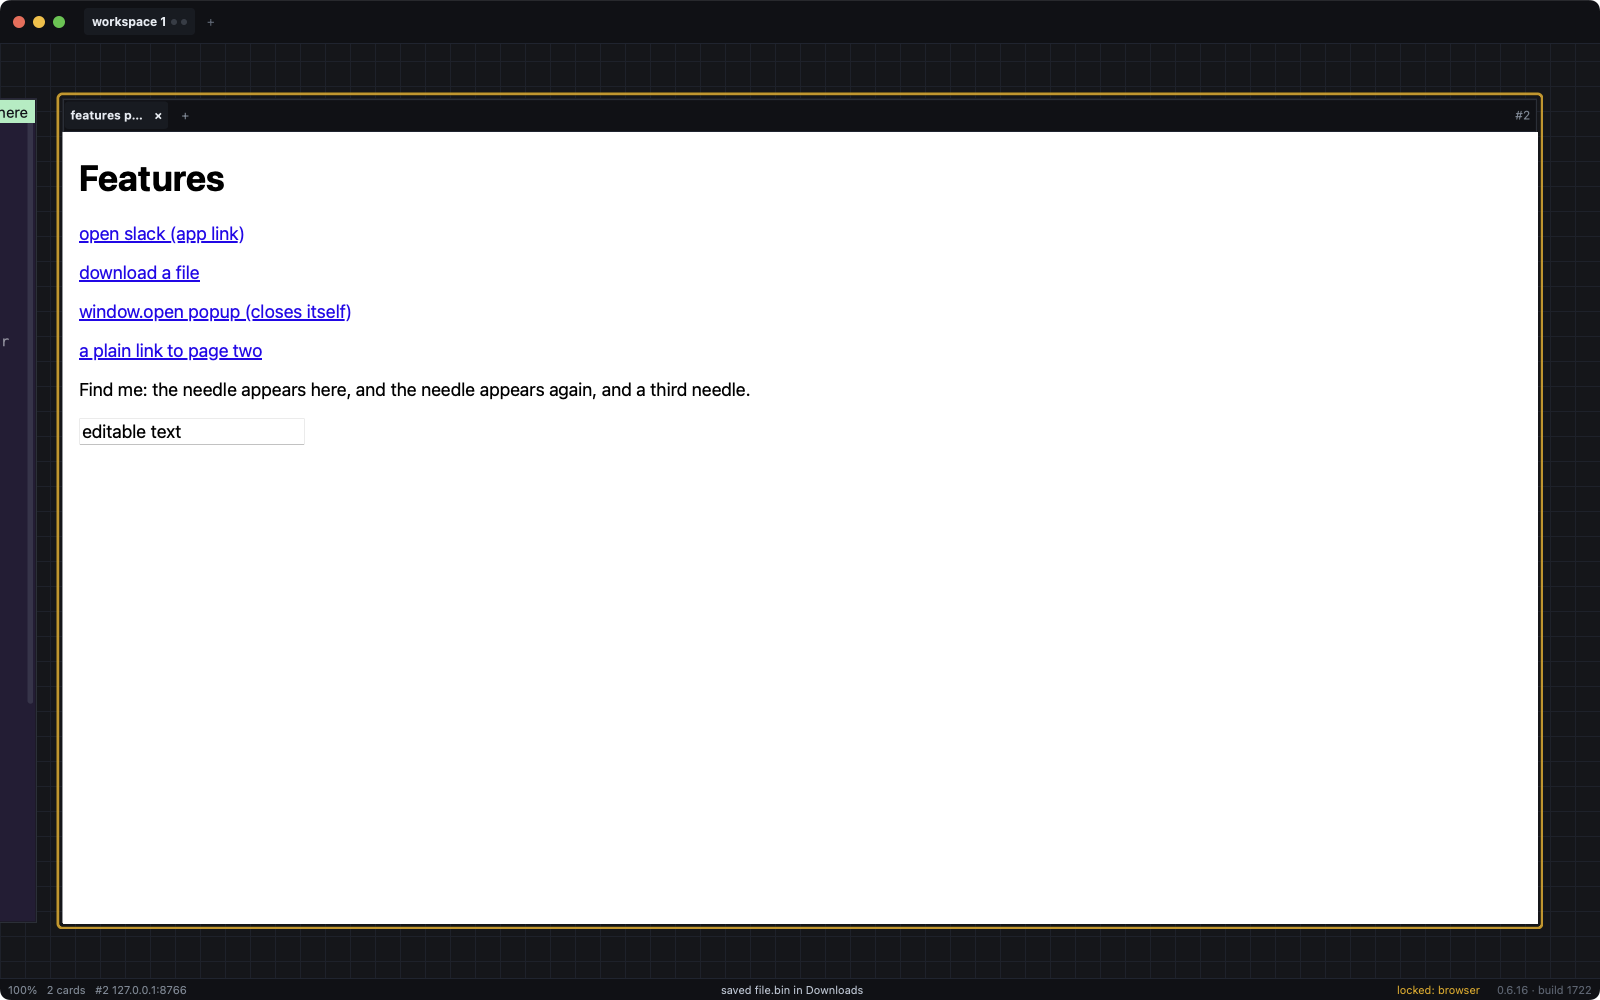 workspace 1
+
here
features p... × +
#2
Features
open slack (app link)
download a file
window.open popup (closes itself)
r
a plain link to page two
Find me: the needle appears here, and the needle appears again, and a third needle.
editable text
100% 2 cards #2 127.0.0.1:8766
saved file.bin in Downloads
locked: browser 0.6.16 · build 1722